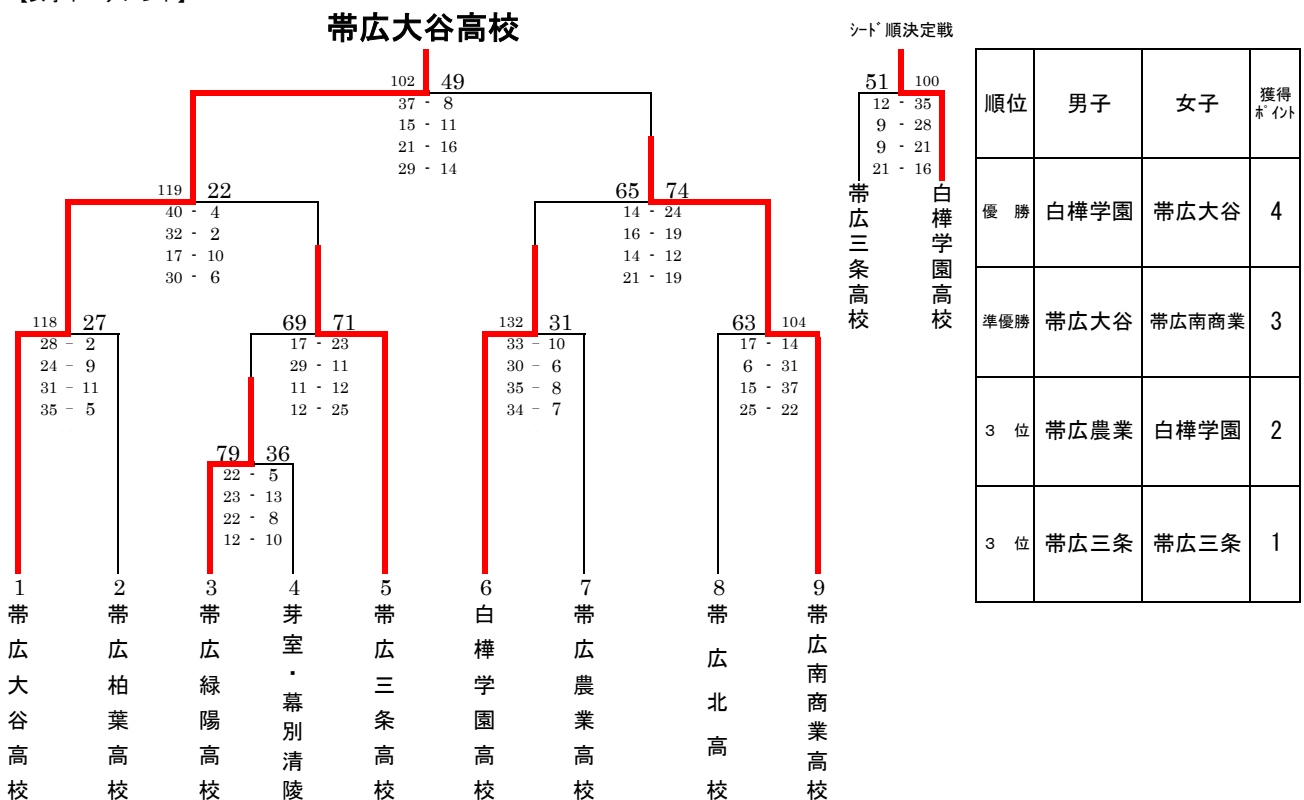 帯広大谷高校
シード順決定戦
102 49
37 - 8
15 - 11
21 - 16
29 - 14
51 100
12 - 35
9 - 28
9 - 21
21 - 16
帯広三条高校
白樺学園高校
119 22
40 - 4
32 - 2
17 - 10
30 - 6
65 74
14 - 24
16 - 19
14 - 12
21 - 19
118 27
28 - 2
24 - 9
31 - 11
35 - 5
69 71
17 - 23
29 - 11
11 - 12
12 - 25
132 31
33 - 10
30 - 6
35 - 8
34 - 7
63 104
17 - 14
6 - 31
15 - 37
25 - 22
79 36
22 - 5
23 - 13
22 - 8
12 - 10
1 帯広大谷高校
2 帯広柏葉高校
3 帯広緑陽高校
4 芽室・幕別清陵
5 帯広三条高校
6 白樺学園高校
7 帯広農業高校
8 帯広北高校
9 帯広南商業高校
順位 男子 女子 獲得ポイント
優勝 白樺学園 帯広大谷 4
準優勝 帯広大谷 帯広南商業 3
3位 帯広農業 白樺学園 2
3位 帯広三条 帯広三条 1